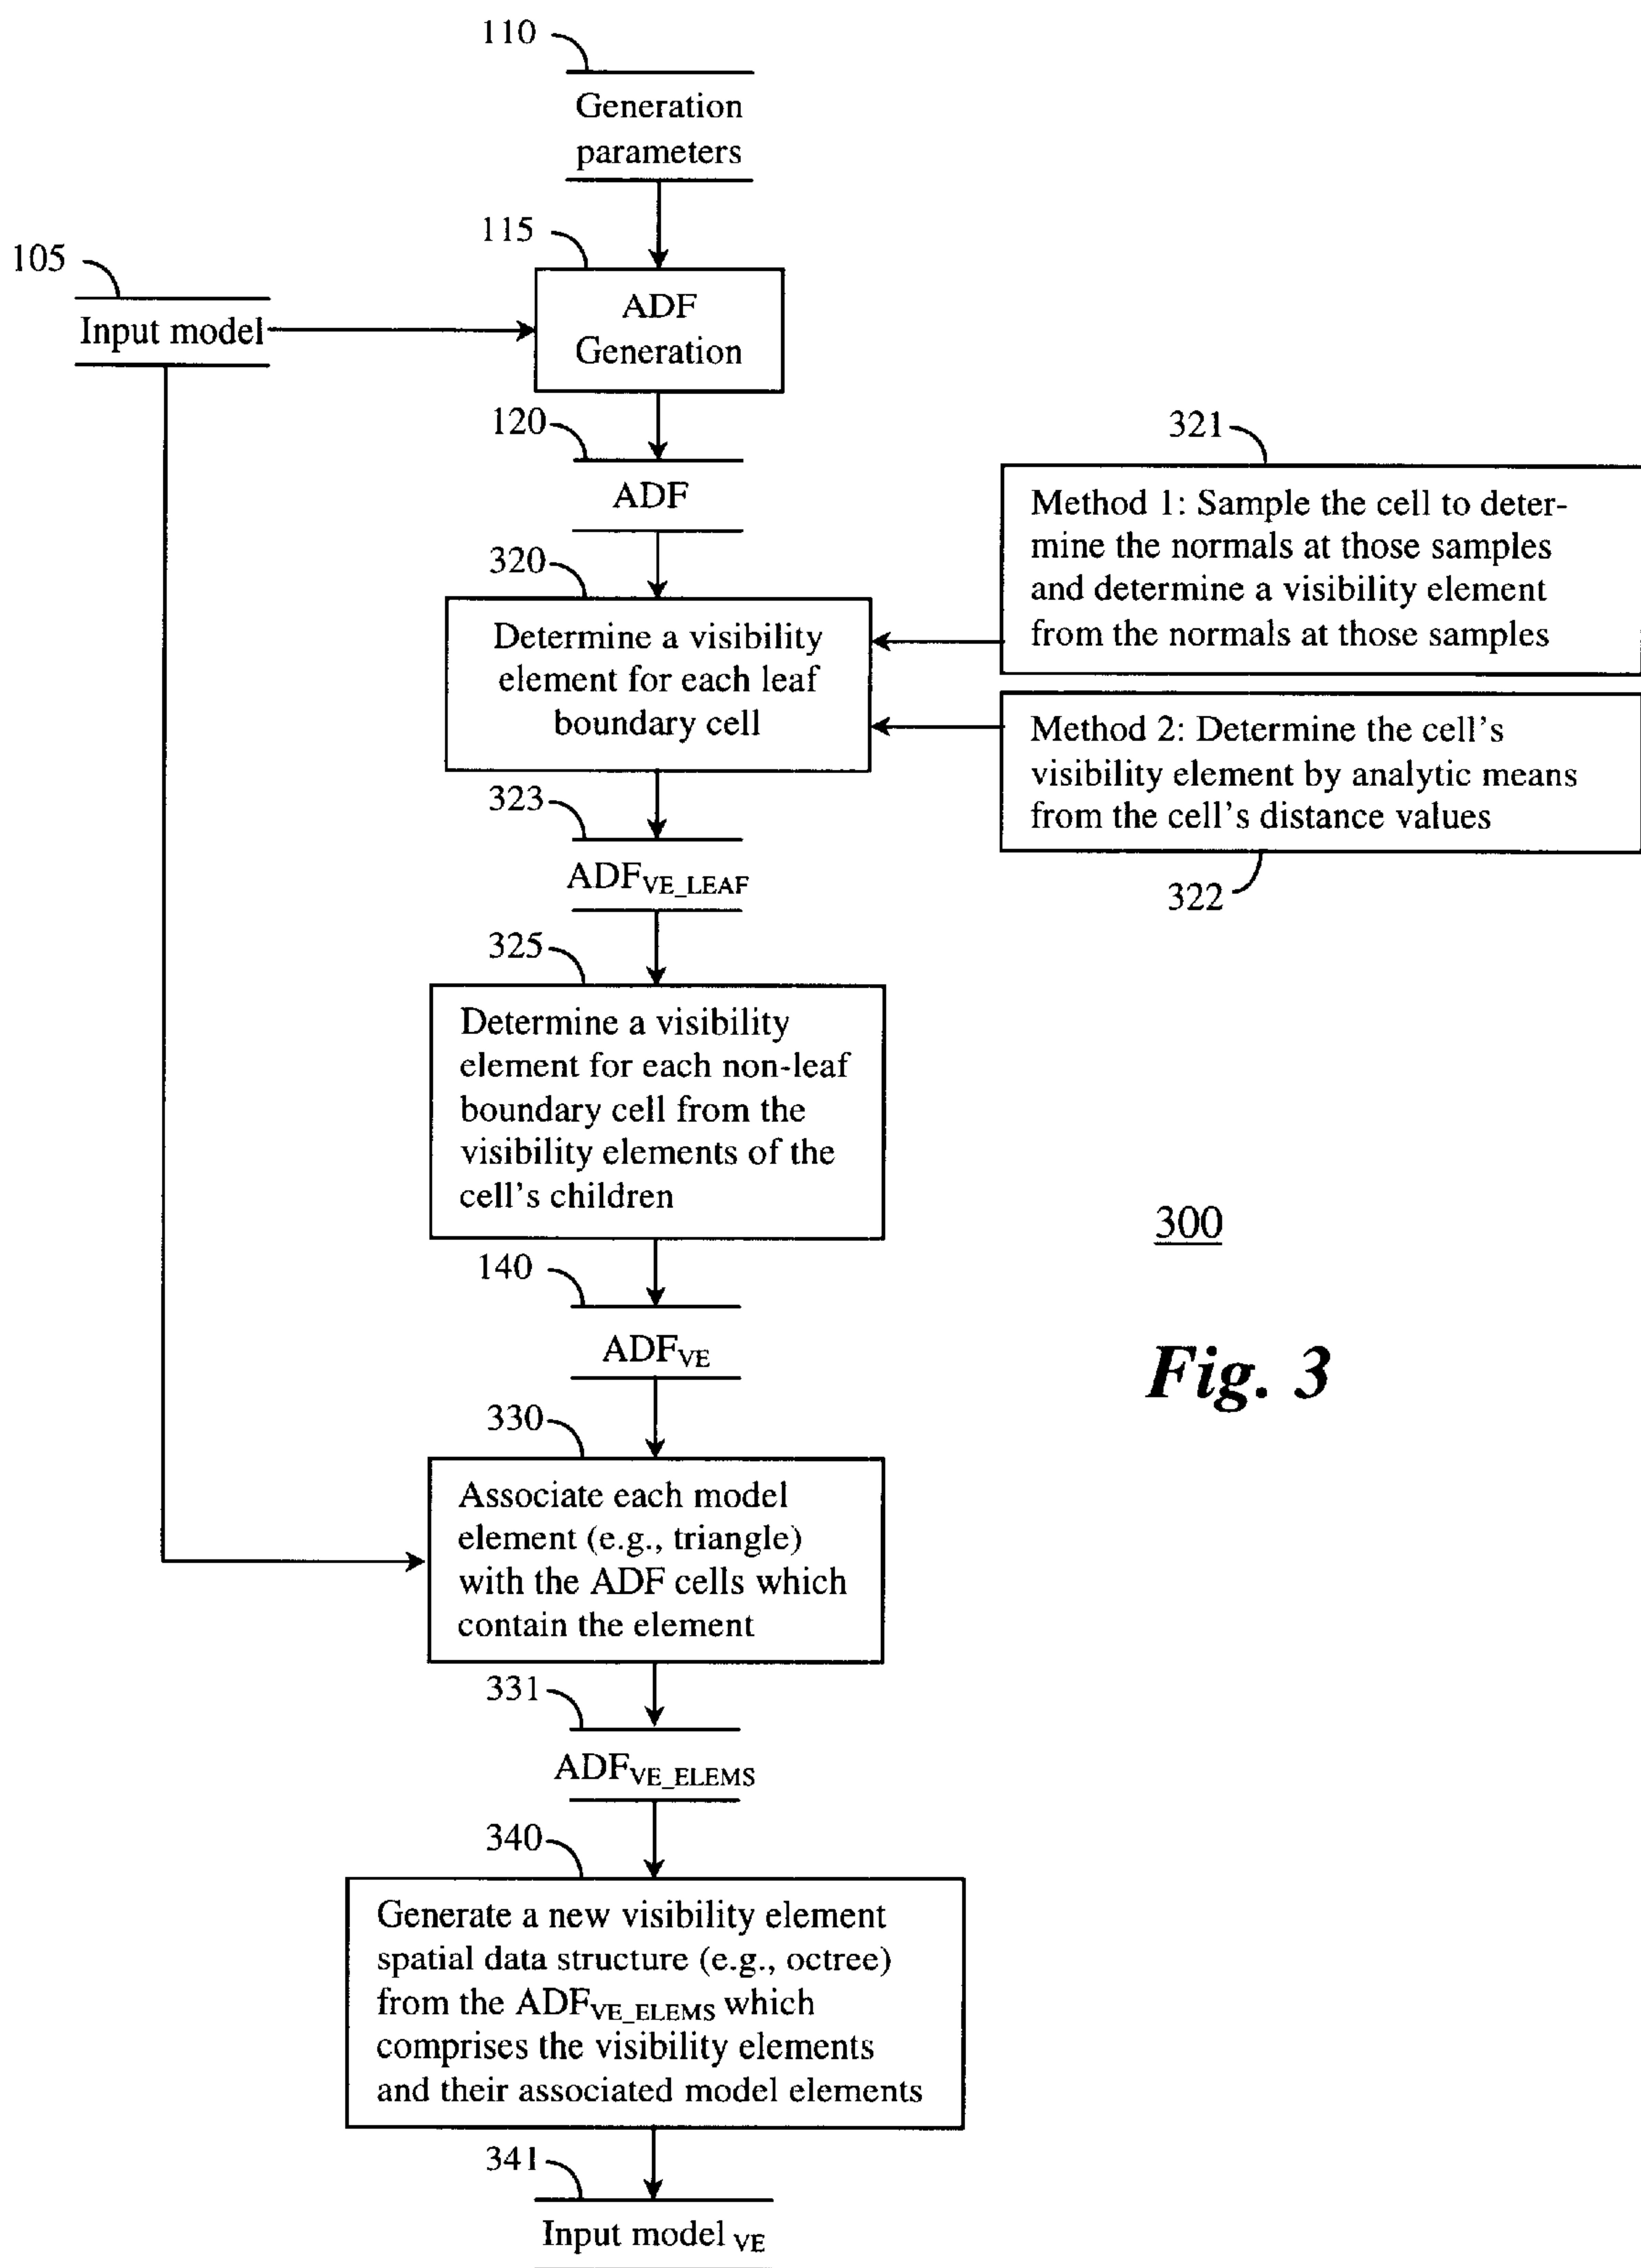 110
Generation
parameters
115
105
Input model
ADF
Generation
120
ADF
321
Method 1: Sample the cell to deter-
mine the normals at those samples
and determine a visibility element
from the normals at those samples
320
Determine a visibility
element for each leaf
boundary cell
Method 2: Determine the cell's
visibility element by analytic means
from the cell's distance values
322
323
ADFVE_LEAF
325
Determine a visibility
element for each non-leaf
boundary cell from the
visibility elements of the
cell's children
300
140
ADFVE
Fig. 3
330
Associate each model
element (e.g., triangle)
with the ADF cells which
contain the element
331
ADFVE_ELEMS
340
Generate a new visibility element
spatial data structure (e.g., octree)
from the ADFVE_ELEMS which
comprises the visibility elements
and their associated model elements
341
Input model VE